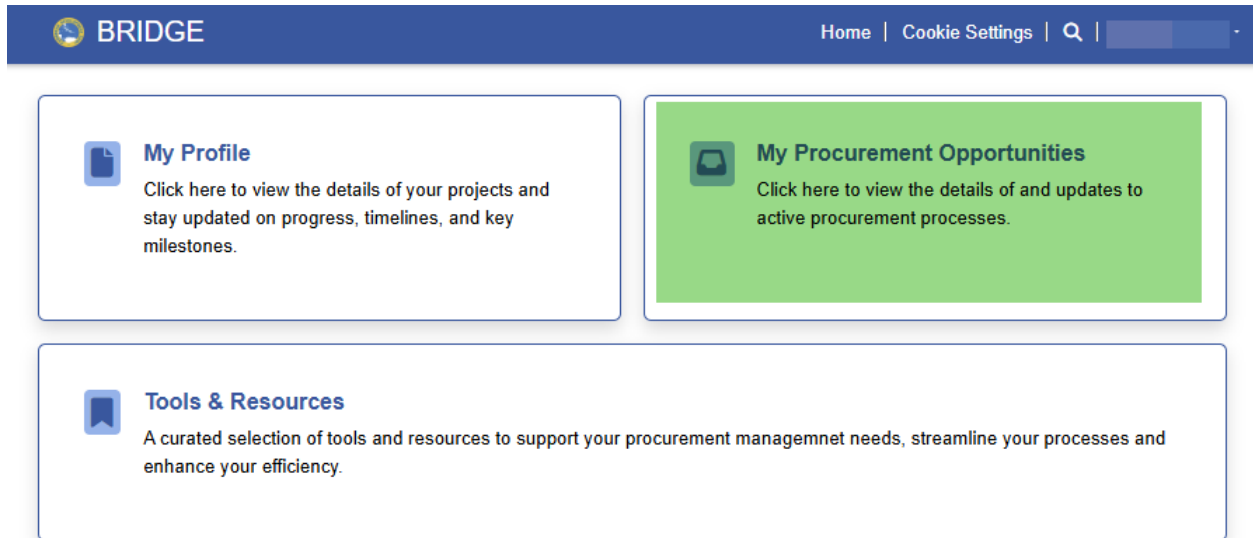 BRIDGE
Home | Cookie Settings | |
My Profile
Click here to view the details of your projects and
stay updated on progress, timelines, and key
milestones.
My Procurement Opportunities
Click here to view the details of and updates to
active procurement processes.
Tools & Resources
A curated selection of tools and resources to support your procurement managemnet needs, streamline your processes and
enhance your efficiency.